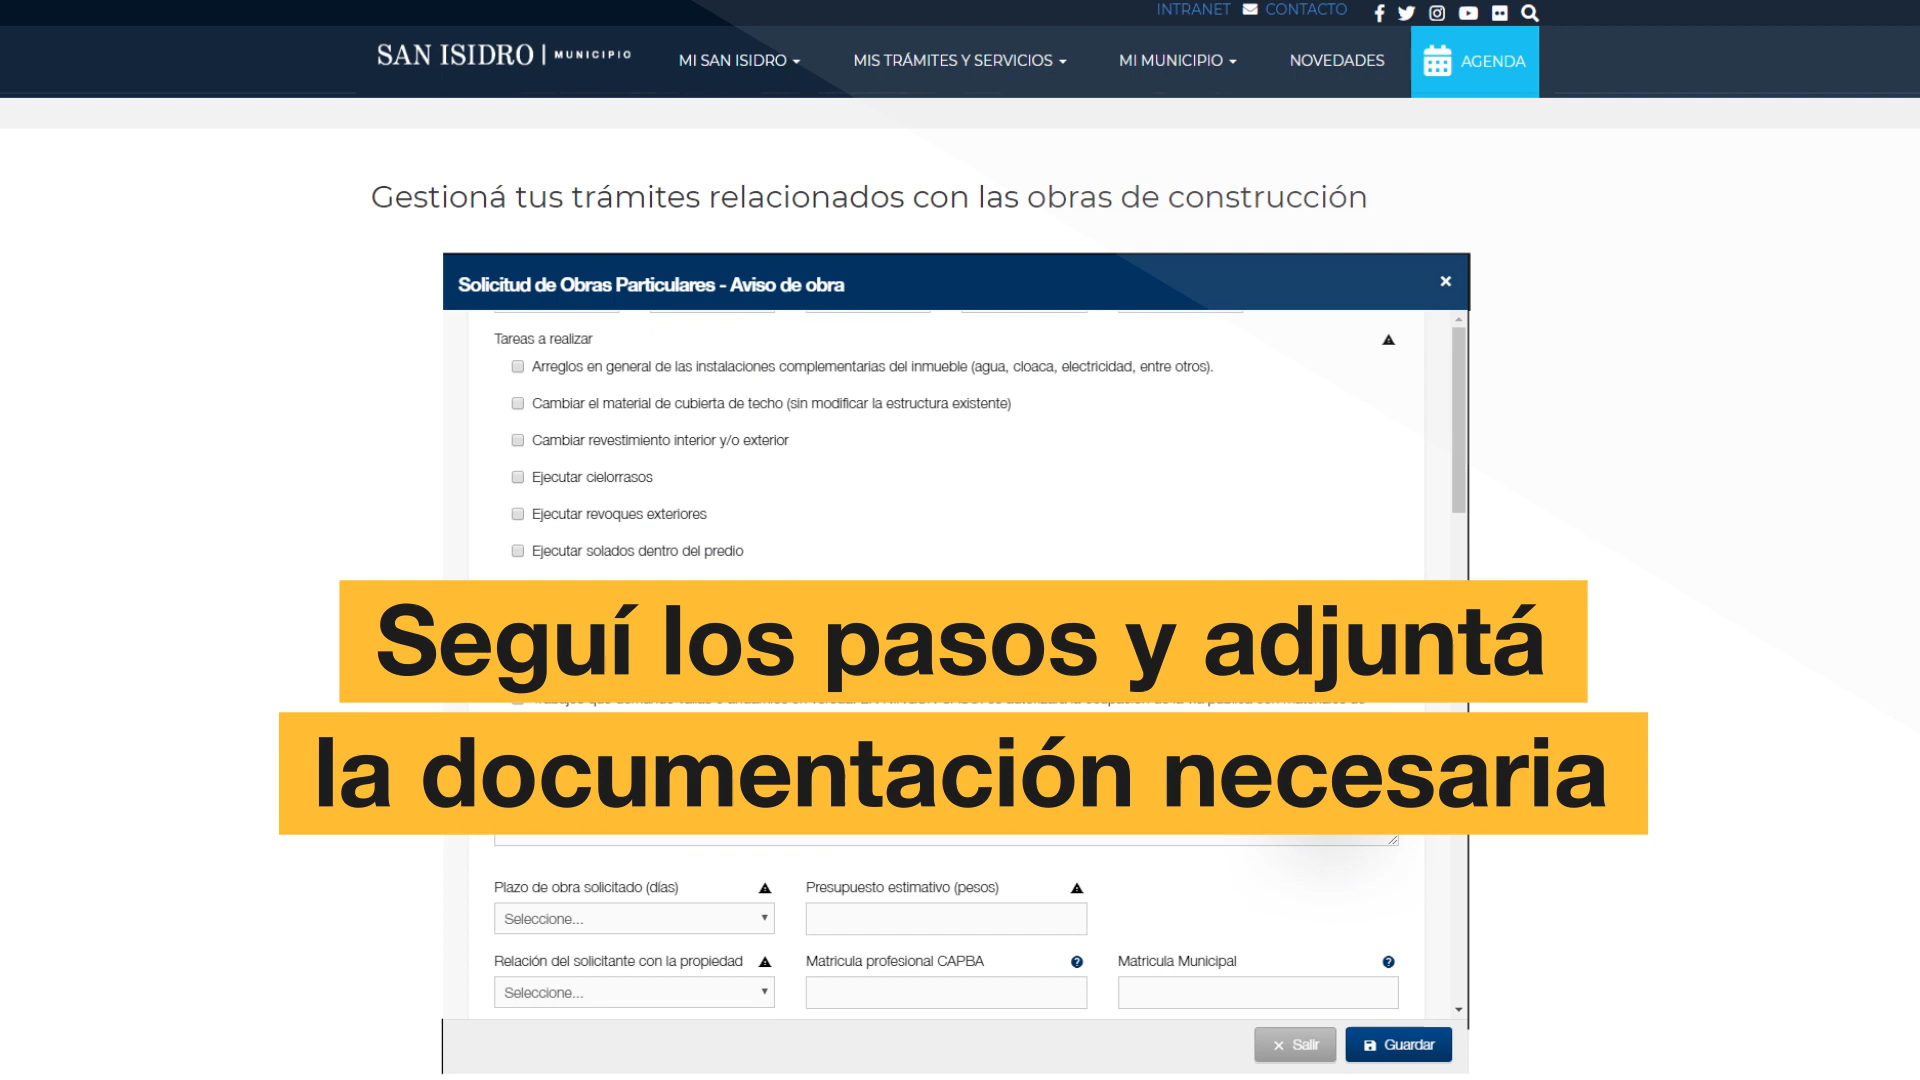 INTRANET CONTACTO
SAN ISIDRO | MUNICIPIO MI SAN ISIDRO MIS TRÁMITES Y SERVICIOS MI MUNICIPIO NOVEDADES AGENDA
Gestioná tus trámites relacionados con las obras de construcción
Solicitud de Obras Particulares - Aviso de obra
Tareas a realizar
Arreglos en general de las instalaciones complementarias del inmueble (agua, cloaca, electricidad, entre otros).
Cambiar el material de cubierta de techo (sin modificar la estructura existente)
Cambiar revestimiento interior y/o exterior
Ejecutar cielorrasos
Ejecutar revoques exteriores
Ejecutar solados dentro del predio
Seguí los pasos y adjuntá
la documentación necesaria
Plazo de obra solicitado (días) Presupuesto estimativo (pesos)
Seleccione...
Relación del solicitante con la propiedad Matricula profesional CAPBA Matricula Municipal
Seleccione...
Salir Guardar